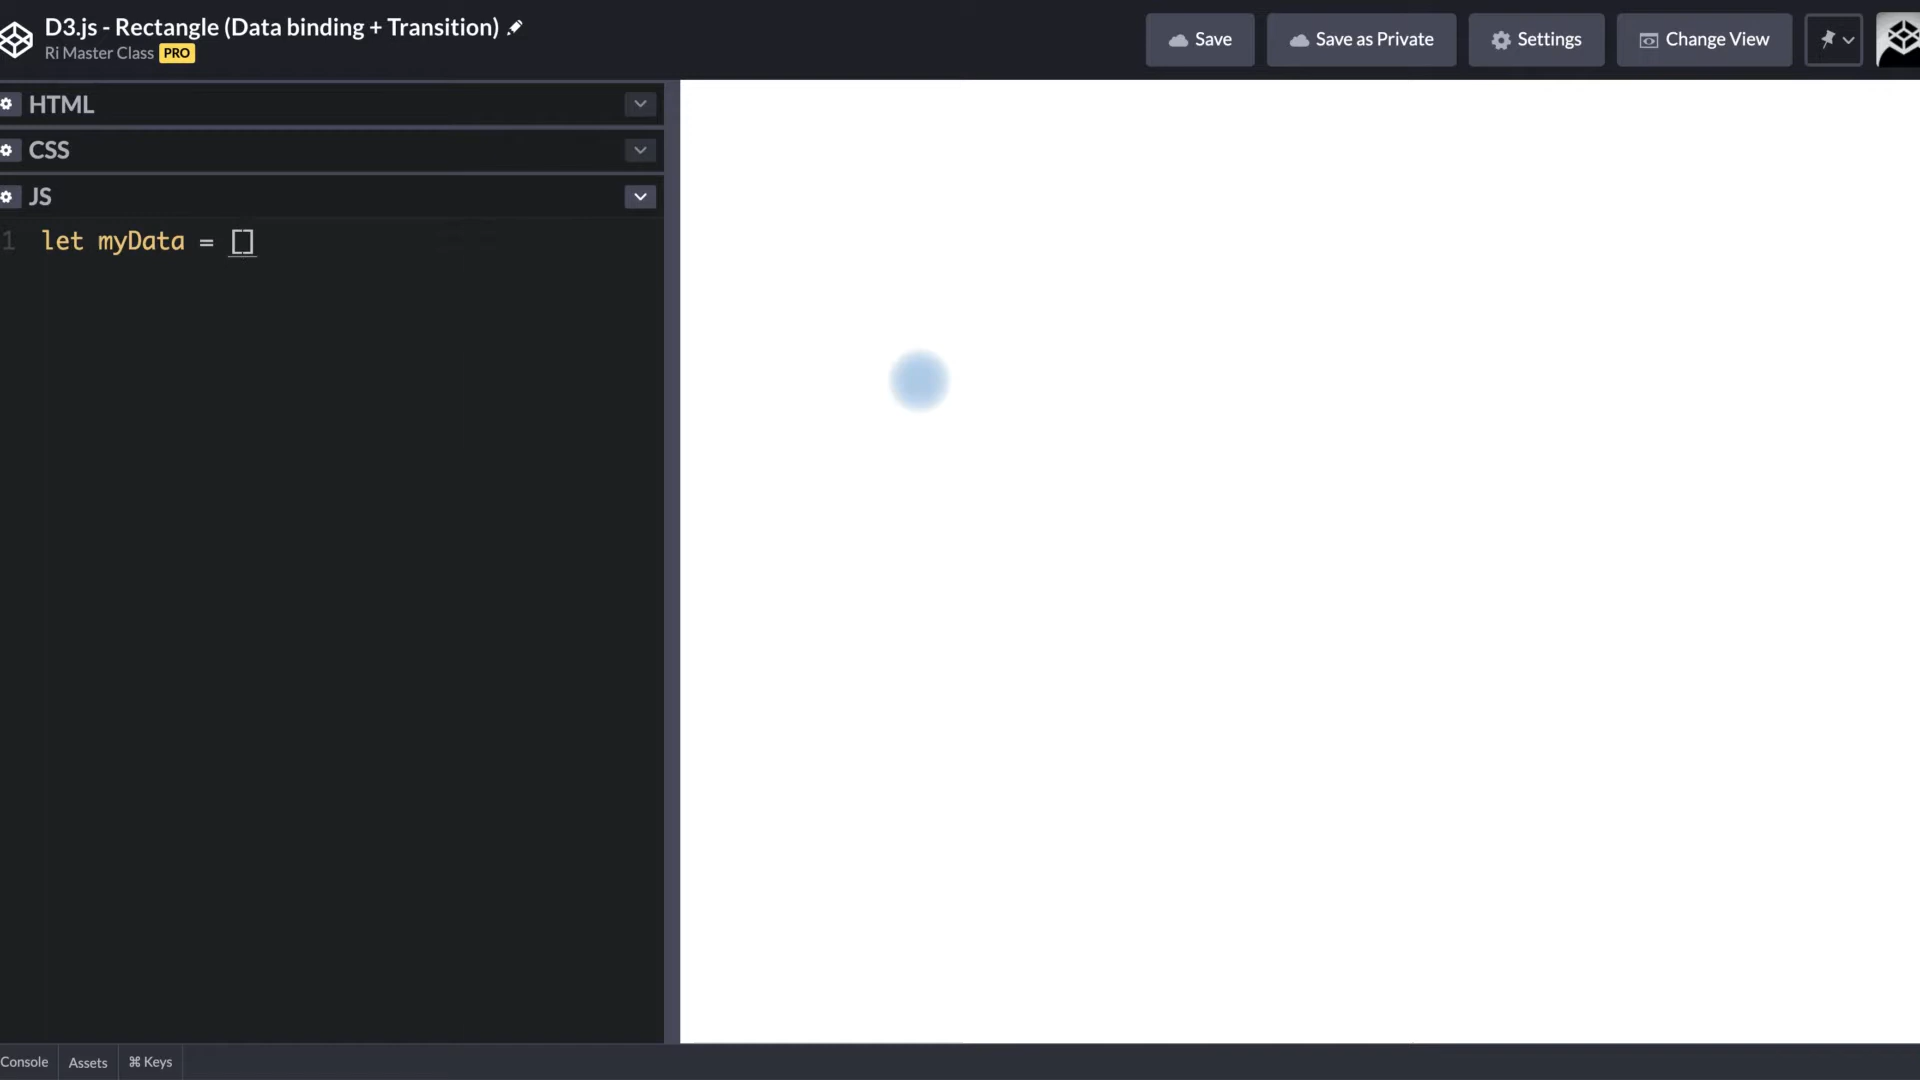 D3.js - Rectangle (Data binding + Transition)
Ri Master Class PRO
Save
Save as Private
Settings
Change View
HTML
CSS
JS
1 let myData = []
Console
Assets
⌘ Keys